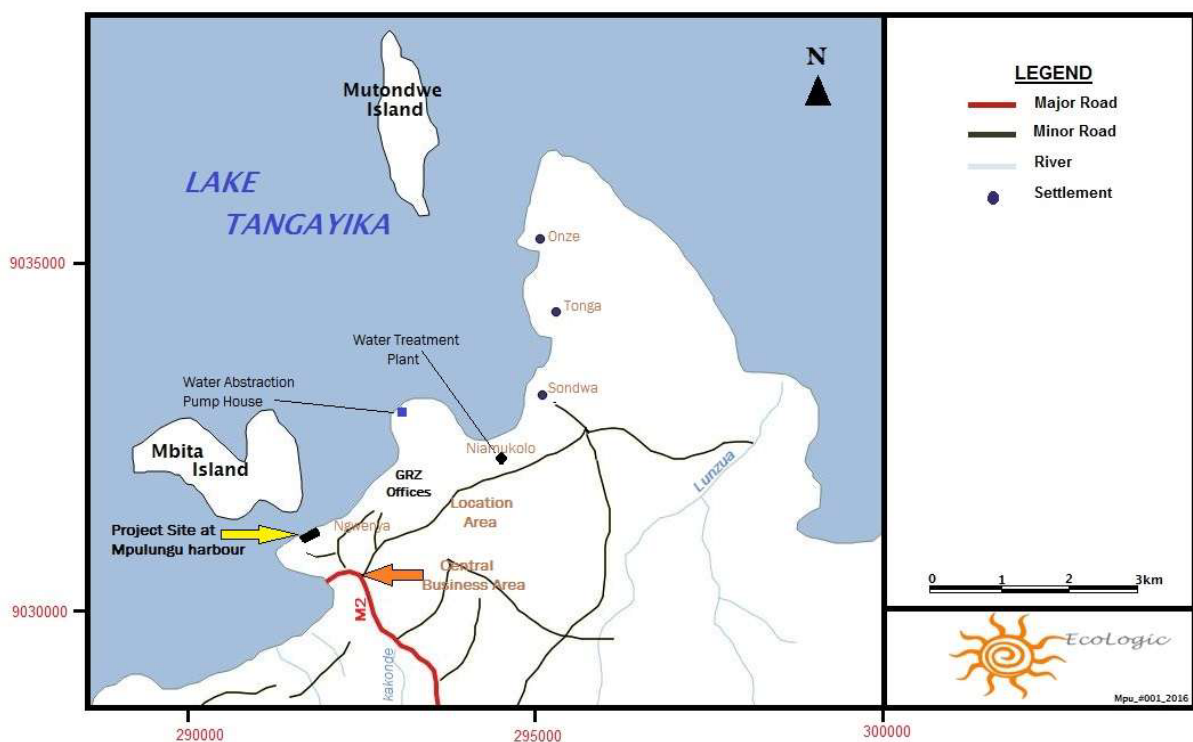 N
LEGEND
Major Road
Minor Road
River
Settlement
Mutondwe
Island
LAKE
TANGAYIKA
Onze
9035000
Tonga
Water Treatment
Plant
Water Abstraction
Pump House
Sondwa
Mbita
Island
Niamukolo
GRZ
Offices
Lunzua
Location
Area
Project Site at
Mpulungu harbour
Ngwenya
Central
Business Area
M2
9030000
kakonde
0 1 2 3km
EcoLogic
Mpu_#001_2016
290000
295000
300000